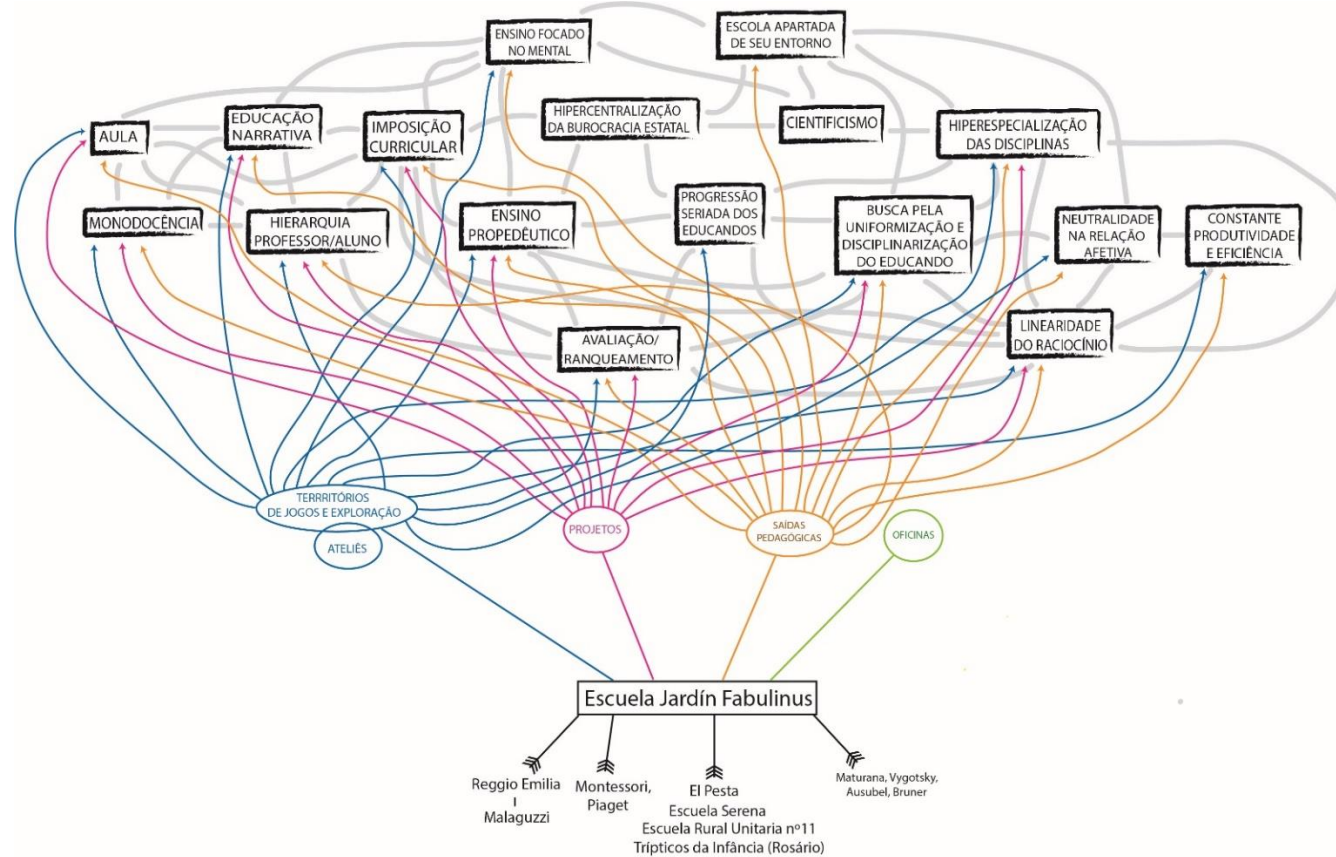 ENSINO FOCADO
NO MENTAL
ESCOLA APARTADA
DE SEU ENTORNO
AULA
EDUCAÇÃO
NARRATIVA
IMPOSIÇÃO
CURRICULAR
HIPERCENTRALIZAÇÃO
DA BUROCRACIA ESTATAL
CIENTIFICISMO
HIPERESPECIALIZAÇÃO
DAS DISCIPLINAS
MONODOCÊNCIA
HIERARQUIA
PROFESSOR/ALUNO
ENSINO
PROPEDÊUTICO
PROGRESSÃO
SERIADA DOS
EDUCANDOS
BUSCA PELA
UNIFORMIZAÇÃO E
DISCIPLINARIZAÇÃO
DO EDUCANDO
NEUTRALIDADE
NA RELAÇÃO
AFETIVA
CONSTANTE
PRODUTIVIDADE
E EFICIÊNCIA
AVALIAÇÃO/
RANQUEAMENTO
LINEARIDADE
DO RACIOCÍNIO
TERRRITÓRIOS
DE JOGOS E EXPLORAÇÃO
ATELIÊS
PROJETOS
SAÍDAS
PEDAGÓGICAS
OFICINAS
Escuela Jardín Fabulinus
Reggio Emilia
Malaguzzi
Montessori,
Piaget
El Pesta
Escuela Serena
Escuela Rural Unitaria nº11
Trípticos da Infância (Rosário)
Maturana, Vygotsky,
Ausubel, Bruner